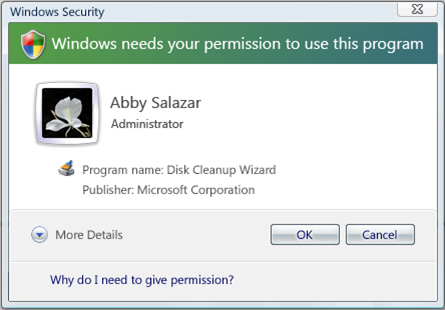 Windows Security
Windows needs your permission to use this program
Abby Salazar
Administrator
Program name: Disk Cleanup Wizard
Publisher: Microsoft Corporation
More Details
OK
Cancel
Why do I need to give permission?